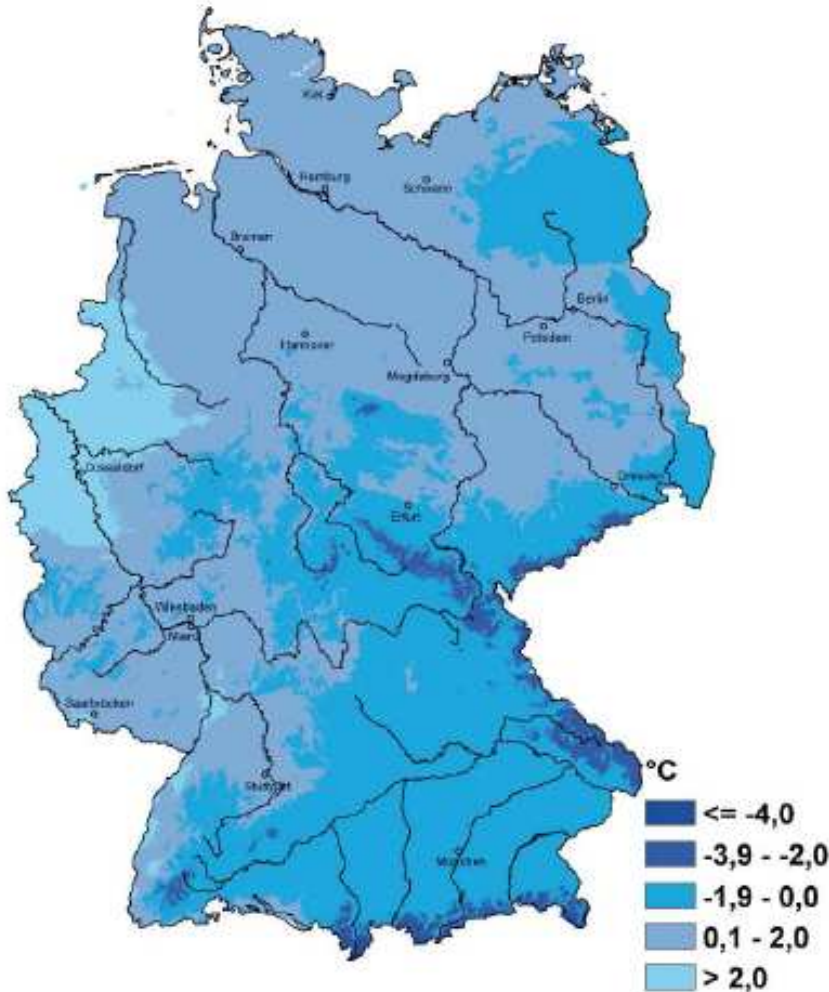 Kiel
Hamburg
Schwerin
Bremen
Berlin
Potsdam
Hannover
Magdeburg
Düsseldorf
Dresden
Erfurt
Wiesbaden
Mainz
Saarbrücken
Stuttgart
München
°C
<= -4,0
-3,9 - -2,0
-1,9 - 0,0
0,1 - 2,0
> 2,0